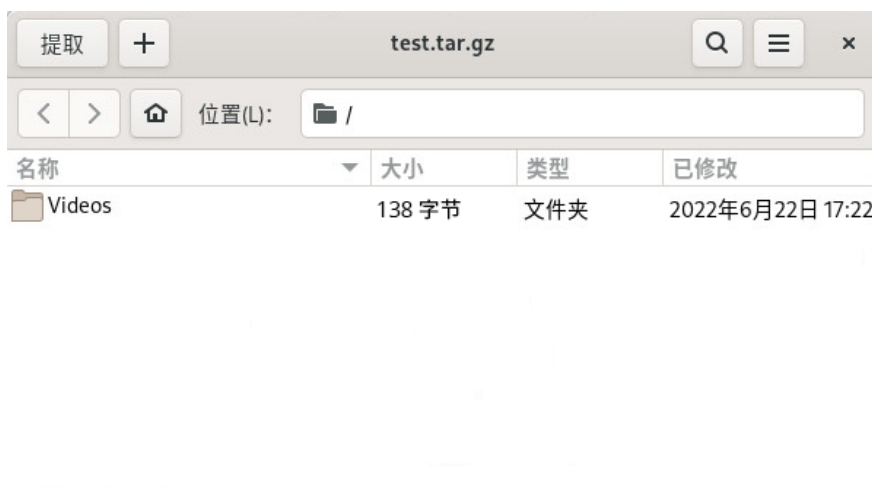 提取 + test.tar.gz
位置(L): /
名称 大小 类型 已修改
Videos 138 字节 文件夹 2022年6月22日 17:22